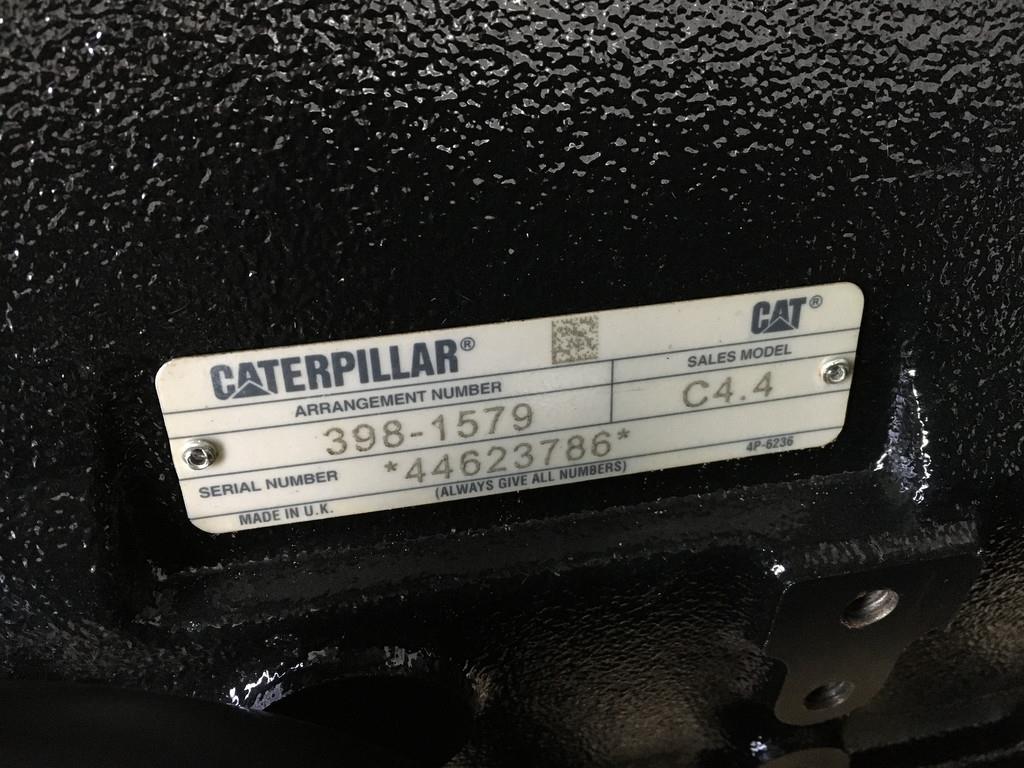 CATERPILLAR®
CAT®
ARRANGEMENT NUMBER
SALES MODEL
398-1579
C4.4
SERIAL NUMBER
*44623786*
(ALWAYS GIVE ALL NUMBERS)
4P-6236
MADE IN U.K.